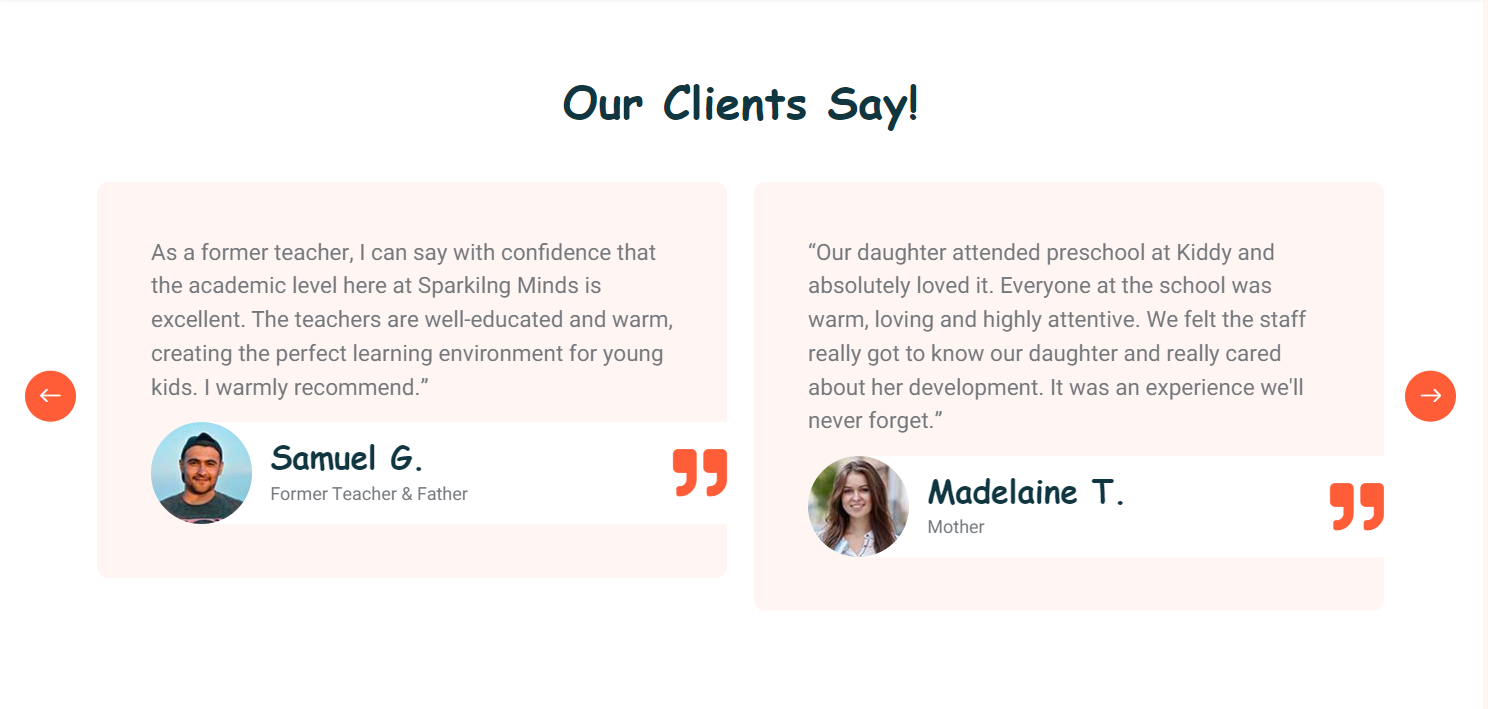 Our Clients Say!
As a former teacher, I can say with confidence that
the academic level here at Sparkilng Minds is
excellent. The teachers are well-educated and warm,
creating the perfect learning environment for young
kids. I warmly recommend.”
Samuel G.
Former Teacher & Father
“Our daughter attended preschool at Kiddy and
absolutely loved it. Everyone at the school was
warm, loving and highly attentive. We felt the staff
really got to know our daughter and really cared
about her development. It was an experience we'll
never forget.”
Madelaine T.
Mother